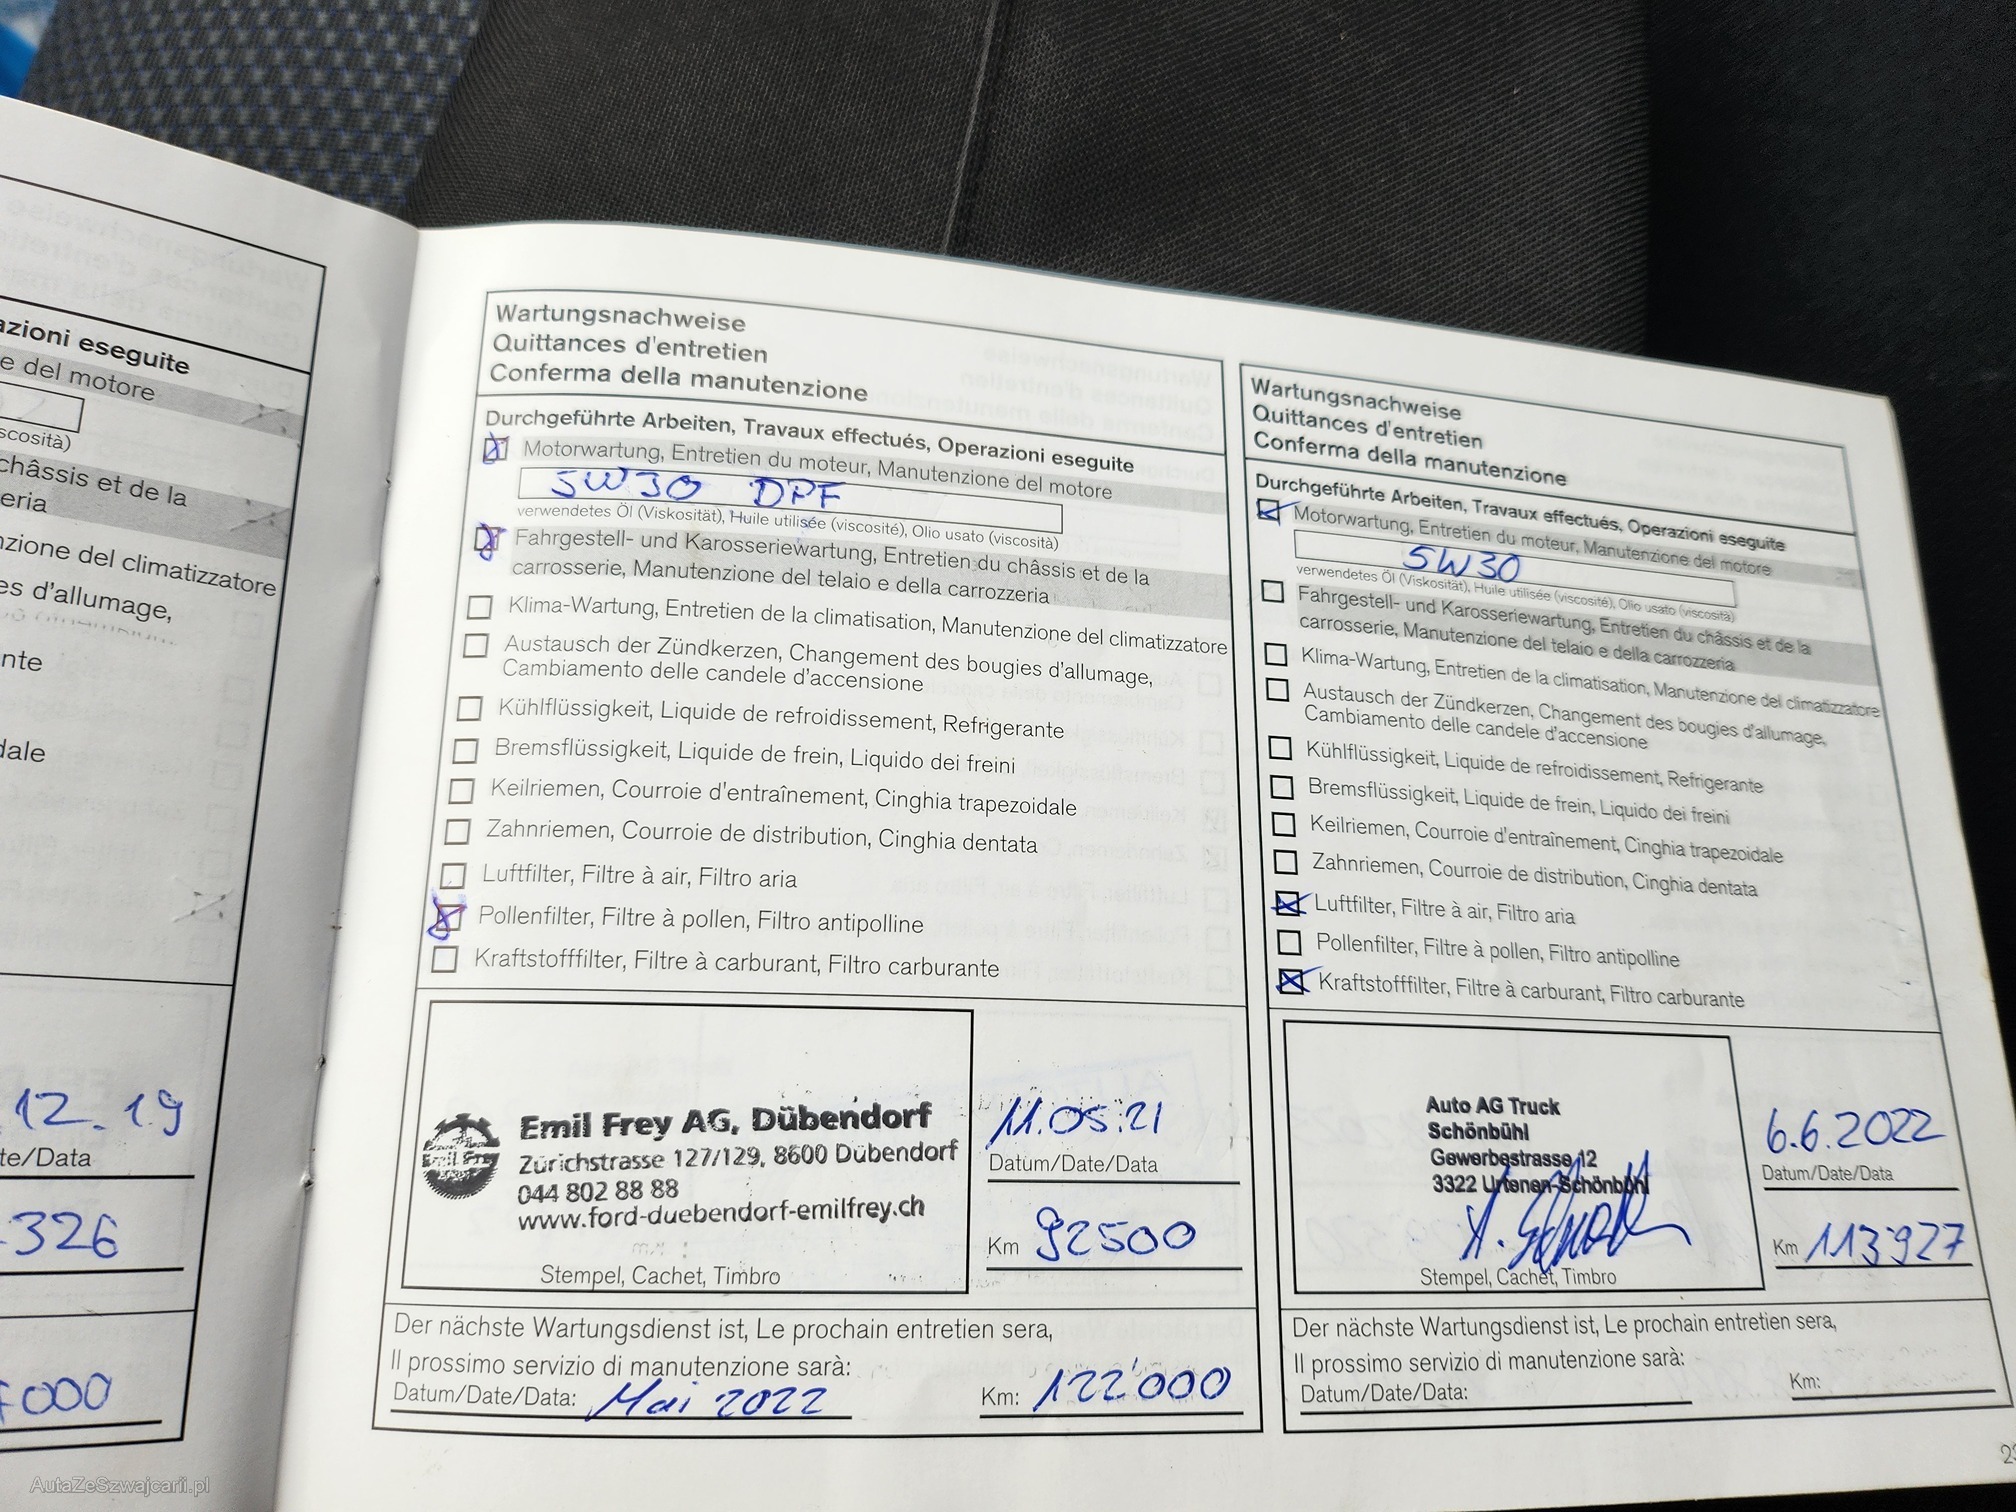 azioni eseguite
e del motore
scosità)
châssis et de la
eria
nzione del climatizzatore
es d'allumage,
nte
dale
12.19
te/Data
326
000
Wartungsnachweise
Quittances d'entretien
Conferma della manutenzione
Durchgeführte Arbeiten, Travaux effectués, Operazioni eseguite
Motorwartung, Entretien du moteur, Manutenzione del motore
5W30 DPF
verwendetes Öl (Viskosität), Huile utilisée (viscosité), Olio usato (viscosità)
Fahrgestell- und Karosseriewartung, Entretien du châssis et de la
carrosserie, Manutenzione del telaio e della carrozzeria
Klima-Wartung, Entretien de la climatisation, Manutenzione del climatizzatore
Austausch der Zündkerzen, Changement des bougies d'allumage,
Cambiamento delle candele d'accensione
Kühlflüssigkeit, Liquide de refroidissement, Refrigerante
Bremsflüssigkeit, Liquide de frein, Liquido dei freini
Keilriemen, Courroie d'entraînement, Cinghia trapezoidale
Zahnriemen, Courroie de distribution, Cinghia dentata
Luftfilter, Filtre à air, Filtro aria
Pollenfilter, Filtre à pollen, Filtro antipolline
Kraftstofffilter, Filtre à carburant, Filtro carburante
Emil Frey AG, Dübendorf
Zürichstrasse 127/129, 8600 Dübendorf
044 802 88 88
www.ford-duebendorf-emilfrey.ch
Stempel, Cachet, Timbro
11.05.21
Datum/Date/Data
Km 92500
Der nächste Wartungsdienst ist, Le prochain entretien sera,
Il prossimo servizio di manutenzione sarà:
Datum/Date/Data: Mai 2022 Km: 122'000
Wartungsnachweise
Quittances d'entretien
Conferma della manutenzione
Durchgeführte Arbeiten, Travaux effectués, Operazioni eseguite
Motorwartung, Entretien du moteur, Manutenzione del motore
5W30
verwendetes Öl (Viskosität), Huile utilisée (viscosité), Olio usato (viscosità)
Fahrgestell- und Karosseriewartung, Entretien du châssis et de la
carrosserie, Manutenzione del telaio e della carrozzeria
Klima-Wartung, Entretien de la climatisation, Manutenzione del climatizzatore
Austausch der Zündkerzen, Changement des bougies d'allumage,
Cambiamento delle candele d'accensione
Kühlflüssigkeit, Liquide de refroidissement, Refrigerante
Bremsflüssigkeit, Liquide de frein, Liquido dei freini
Keilriemen, Courroie d'entraînement, Cinghia trapezoidale
Zahnriemen, Courroie de distribution, Cinghia dentata
Luftfilter, Filtre à air, Filtro aria
Pollenfilter, Filtre à pollen, Filtro antipolline
Kraftstofffilter, Filtre à carburant, Filtro carburante
Auto AG Truck
Schönbühl
Gewerbestrasse 12
3322 Urtenen-Schönbühl
Stempel, Cachet, Timbro
6.6.2022
Datum/Date/Data
Km 113'927
Der nächste Wartungsdienst ist, Le prochain entretien sera,
Il prossimo servizio di manutenzione sarà:
Datum/Date/Data: Km:
AutaZeSzwajcarii.pl